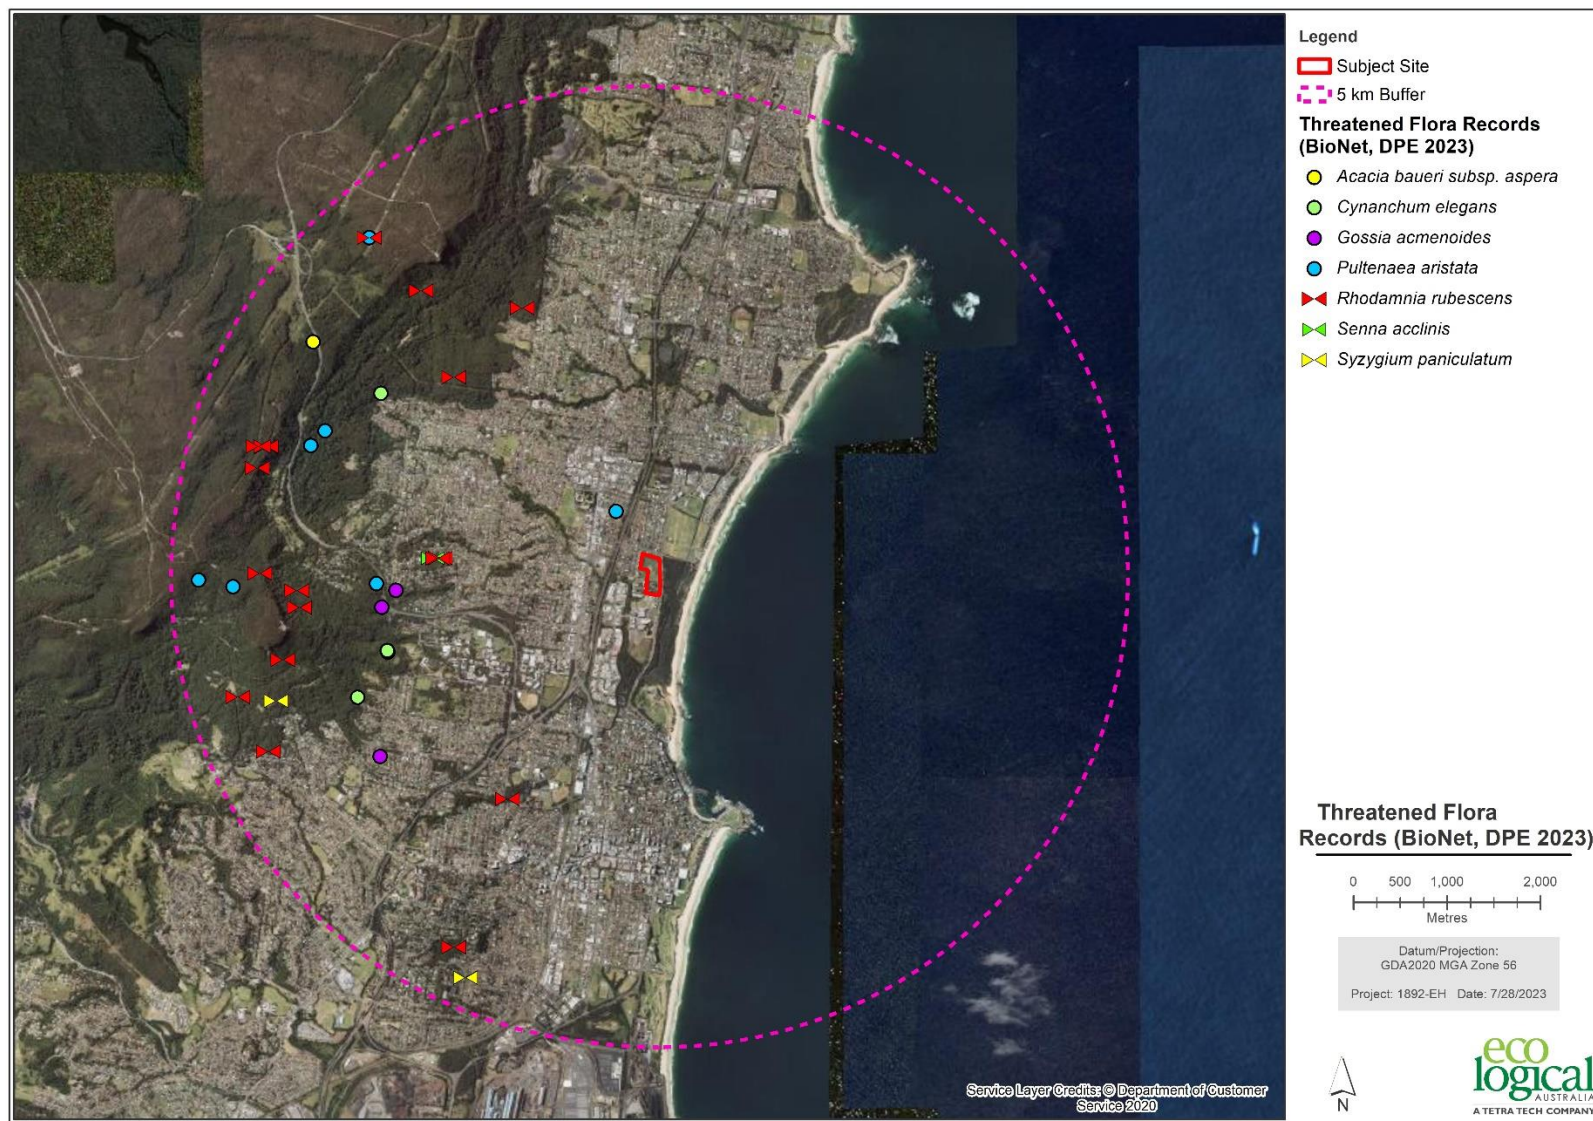 Legend
Subject Site
5 km Buffer
Threatened Flora Records
(BioNet, DPE 2023)
Acacia baueri subsp. aspera
Cynanchum elegans
Gossia acmenoides
Pultenaea aristata
Rhodamnia rubescens
Senna acclinis
Syzygium paniculatum
Threatened Flora
Records (BioNet, DPE 2023)
0 500 1,000 2,000
Metres
Datum/Projection:
GDA2020 MGA Zone 56
Project: 1892-EH Date: 7/28/2023
N
eco
logical
AUSTRALIA
A TETRA TECH COMPANY
Service Layer Credits: © Department of Customer
Service 2020